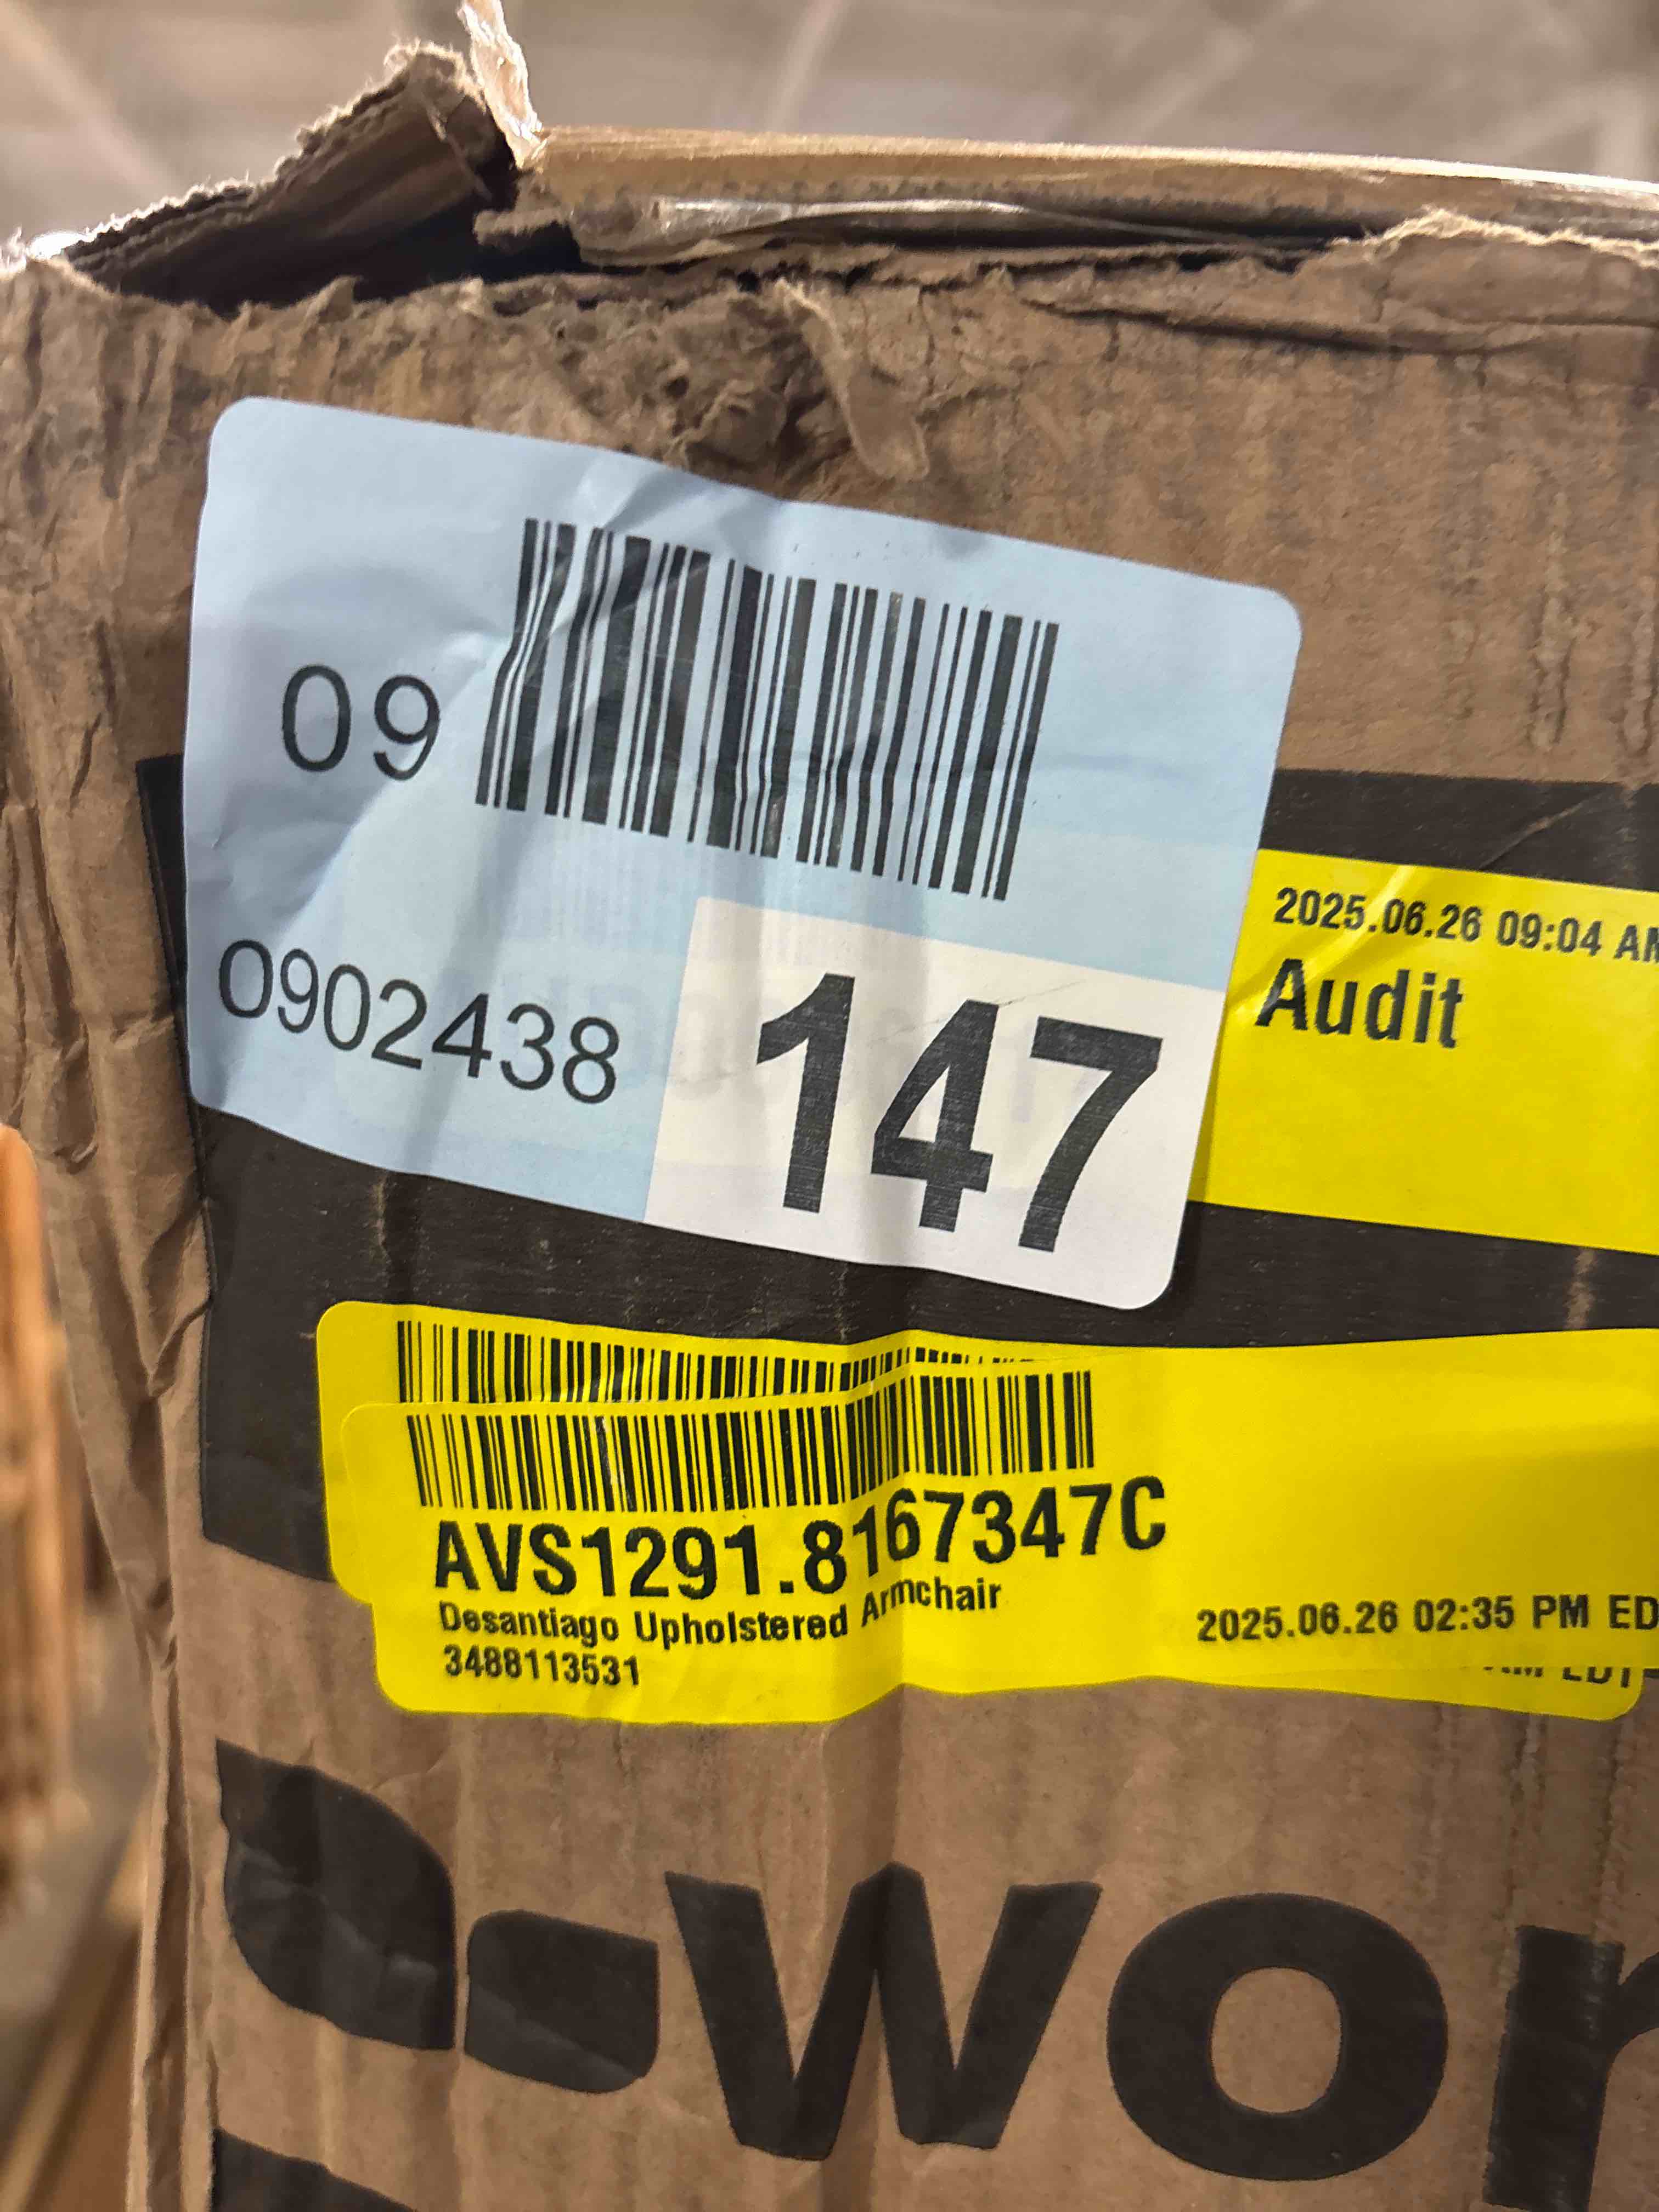 09
0902438
147
2025.06.26 09:04 AM
Audit
AVS1291.8167347C
Desantiago Upholstered Armchair
3488113531
2025.06.26 02:35 PM ED
EDT
wor